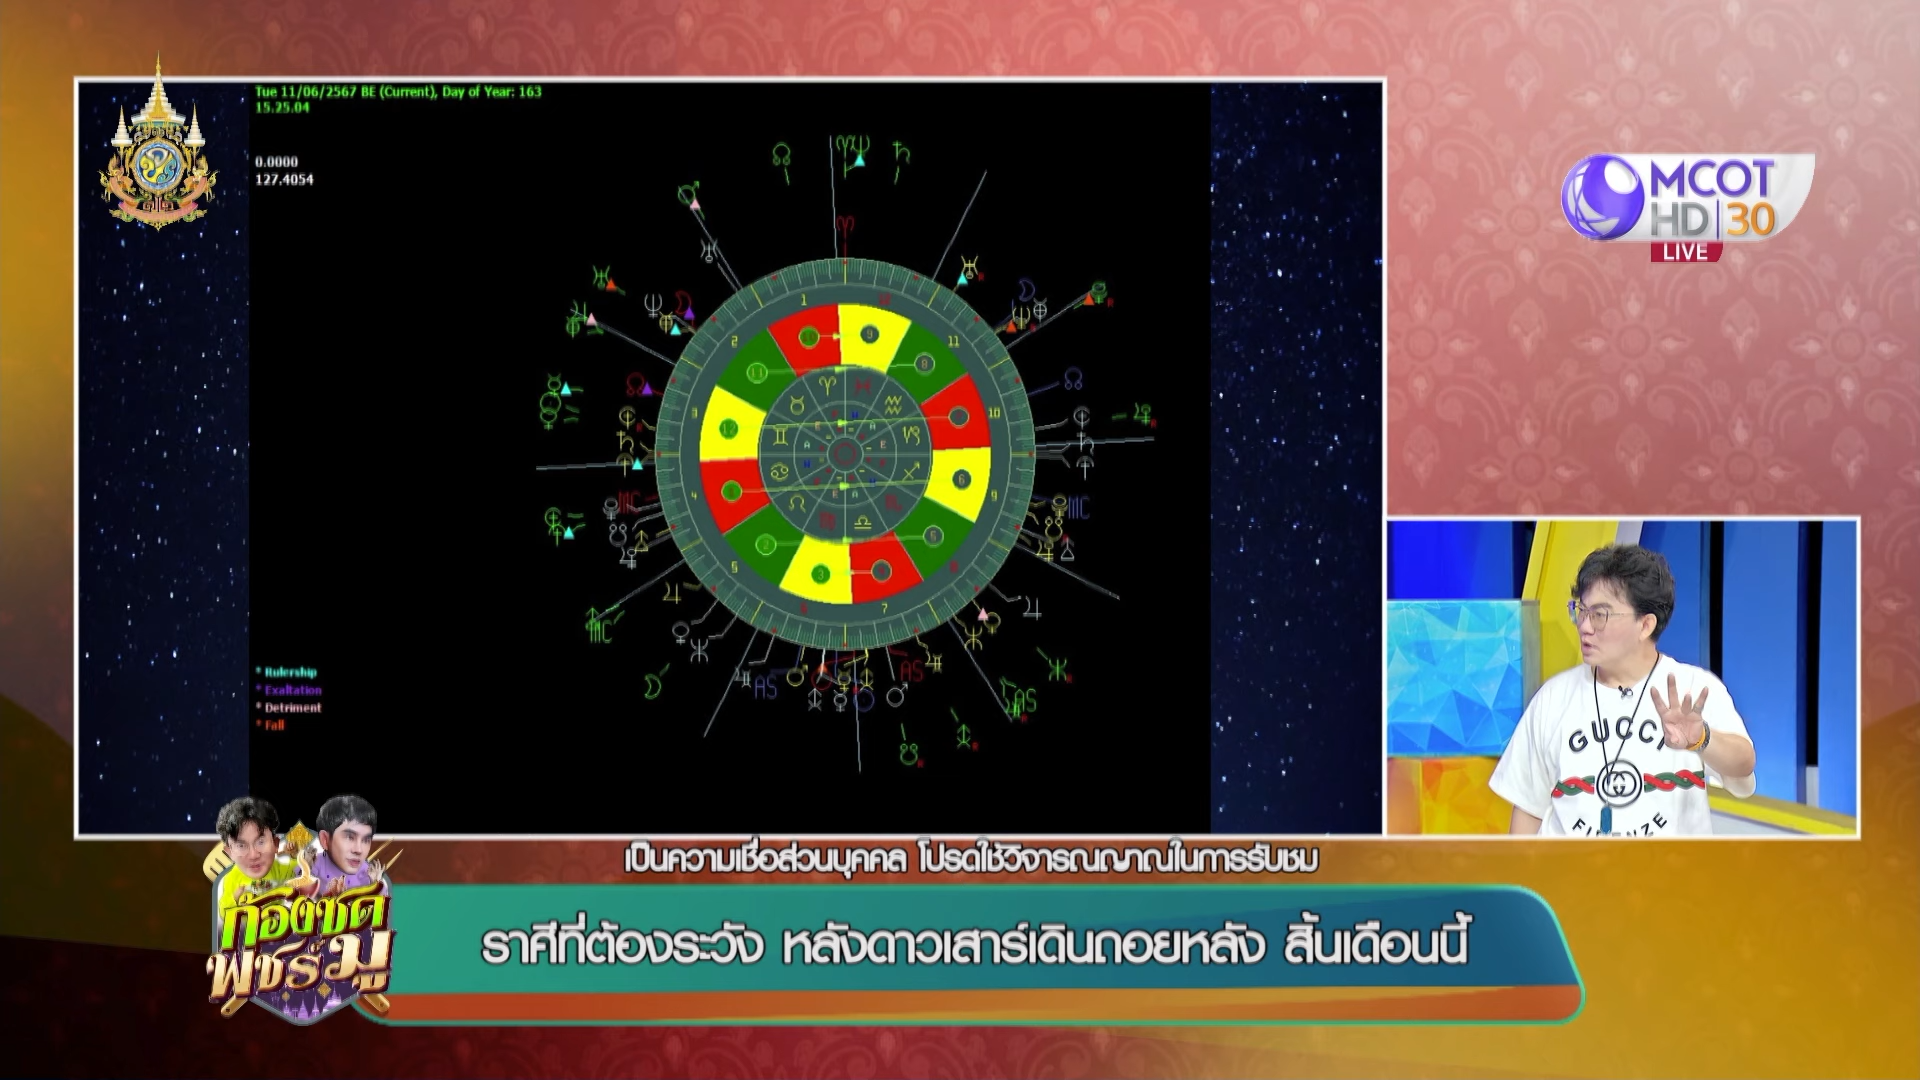 Tue 11/06/2567 BE (Current), Day of Year: 163
15.25.04
0.0000
127.4054
MCOT
HD 30
LIVE
* Rulership
* Exaltation
* Detriment
* Fall
GUCCI
FIRENZE
เป็นความเชื่อส่วนบุคคล โปรดใช้วิจารณญาณในการรับชม
ราศีที่ต้องระวัง หลังดาวเสาร์เดินถอยหลัง สิ้นเดือนนี้
ก้องชด
พชร์มู